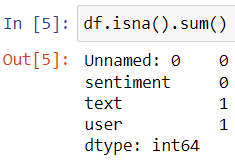 In [5]: df.isna().sum()
Out[5]: Unnamed: 0    0
sentiment     0
text          1
user          1
dtype: int64